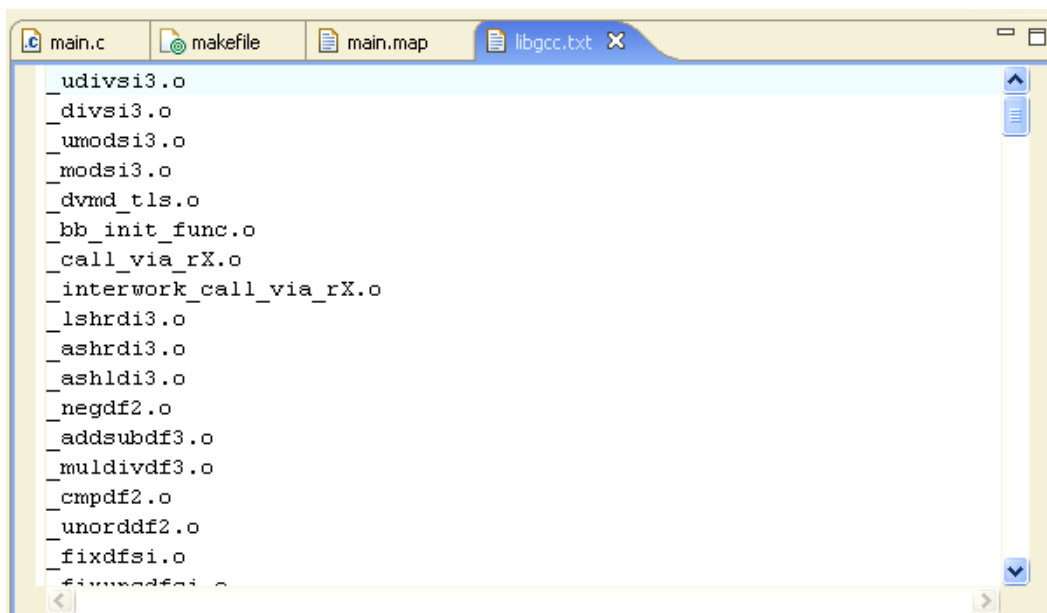 main.c makefile main.map libgcc.txt
_udivsi3.o
_divsi3.o
_umodsi3.o
_modsi3.o
_dvmd_tls.o
_bb_init_func.o
_call_via_rX.o
_interwork_call_via_rX.o
_lshrdi3.o
_ashrdi3.o
_ashldi3.o
_negdf2.o
_addsubdf3.o
_muldivdf3.o
_cmpdf2.o
_unorddf2.o
_fixdfsi.o
_fixunsdfsi.o